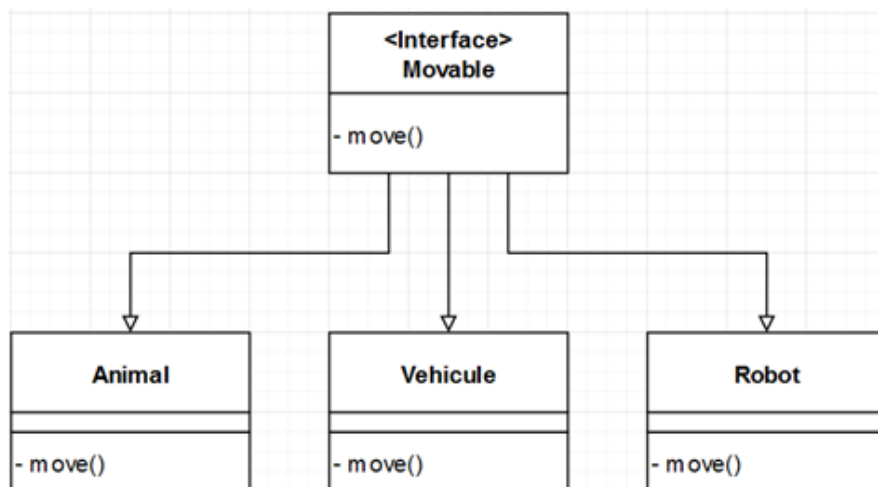 <Interface>
Movable
- move()
Animal
Vehicule
Robot
- move()
- move()
- move()